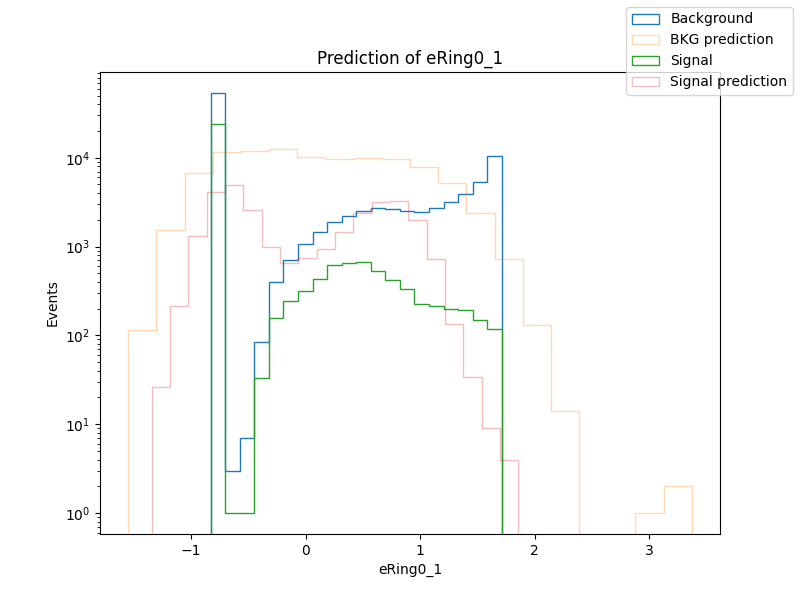 Prediction of eRing0_1
Background
BKG prediction
Signal
Signal prediction
Events
10⁴
10³
10²
10¹
10⁰
−1
0
1
2
3
eRing0_1